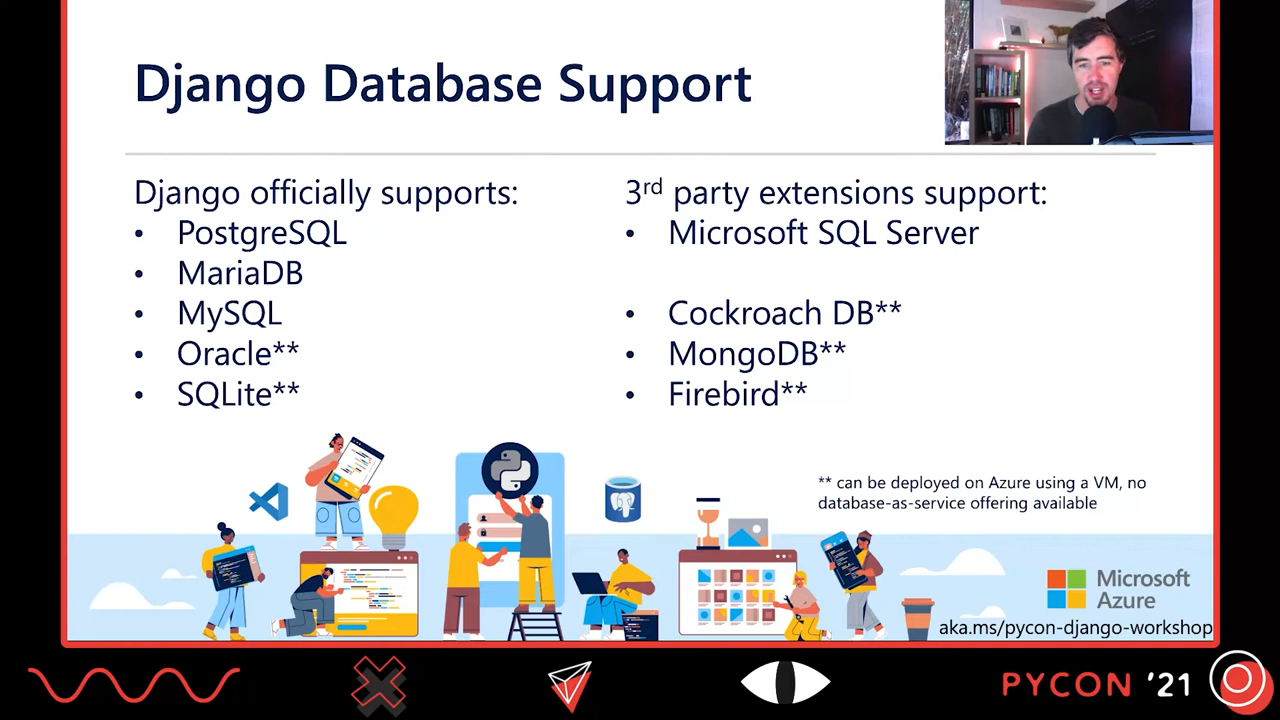 Django Database Support
Django officially supports:
• PostgreSQL
• MariaDB
• MySQL
• Oracle**
• SQLite**
3rd party extensions support:
• Microsoft SQL Server
• Cockroach DB**
• MongoDB**
• Firebird**
** can be deployed on Azure using a VM, no
database-as-service offering available
Microsoft
Azure
aka.ms/pycon-django-workshop
PYCON '21